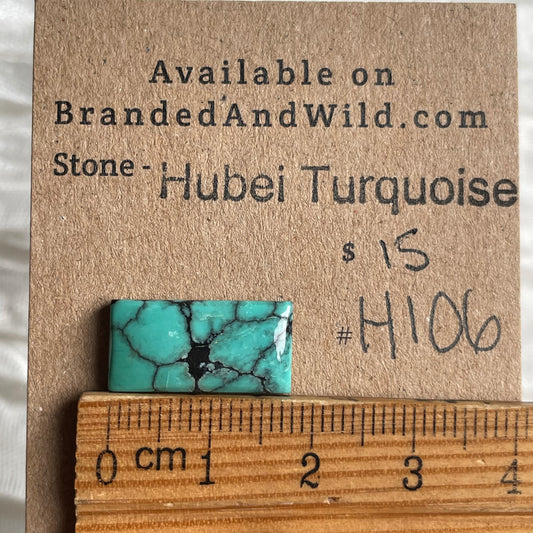 Available on
BrandedAndWild.com
Stone - Hubei Turquoise
$ 15
# H106
0 cm 1 2 3 4